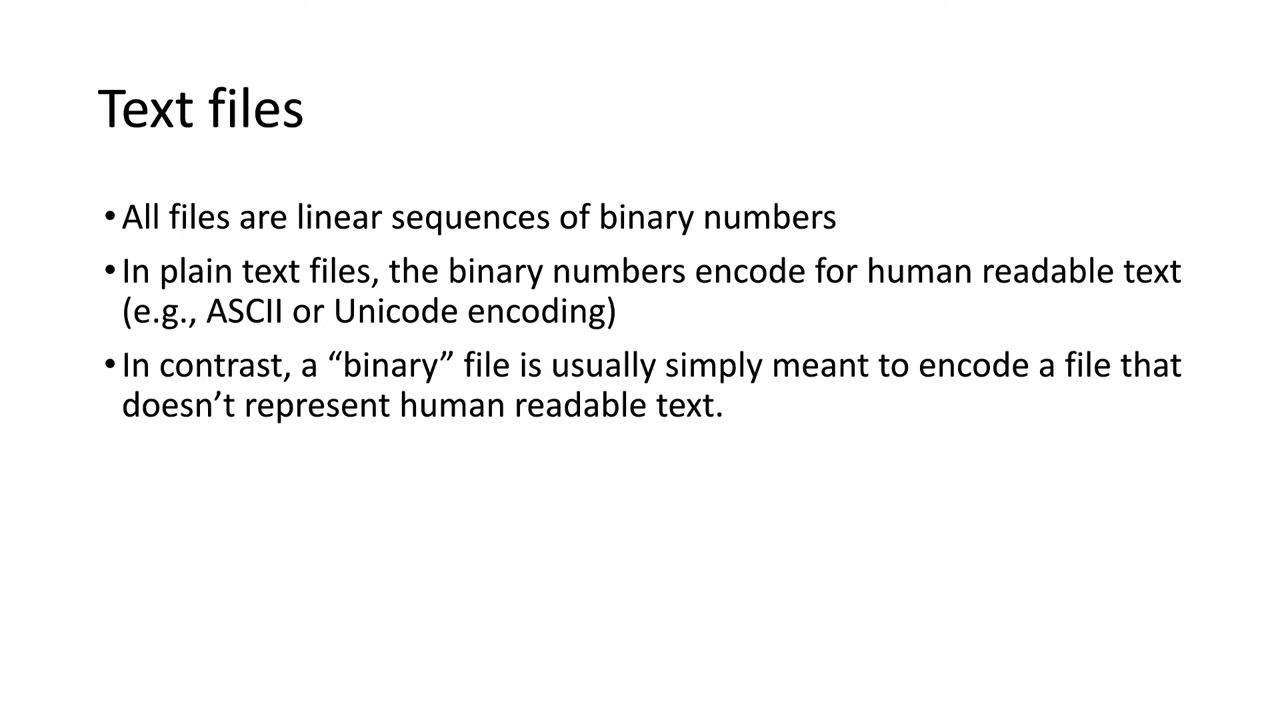 Text files
•All files are linear sequences of binary numbers
•In plain text files, the binary numbers encode for human readable text
(e.g., ASCII or Unicode encoding)
•In contrast, a “binary” file is usually simply meant to encode a file that
doesn’t represent human readable text.